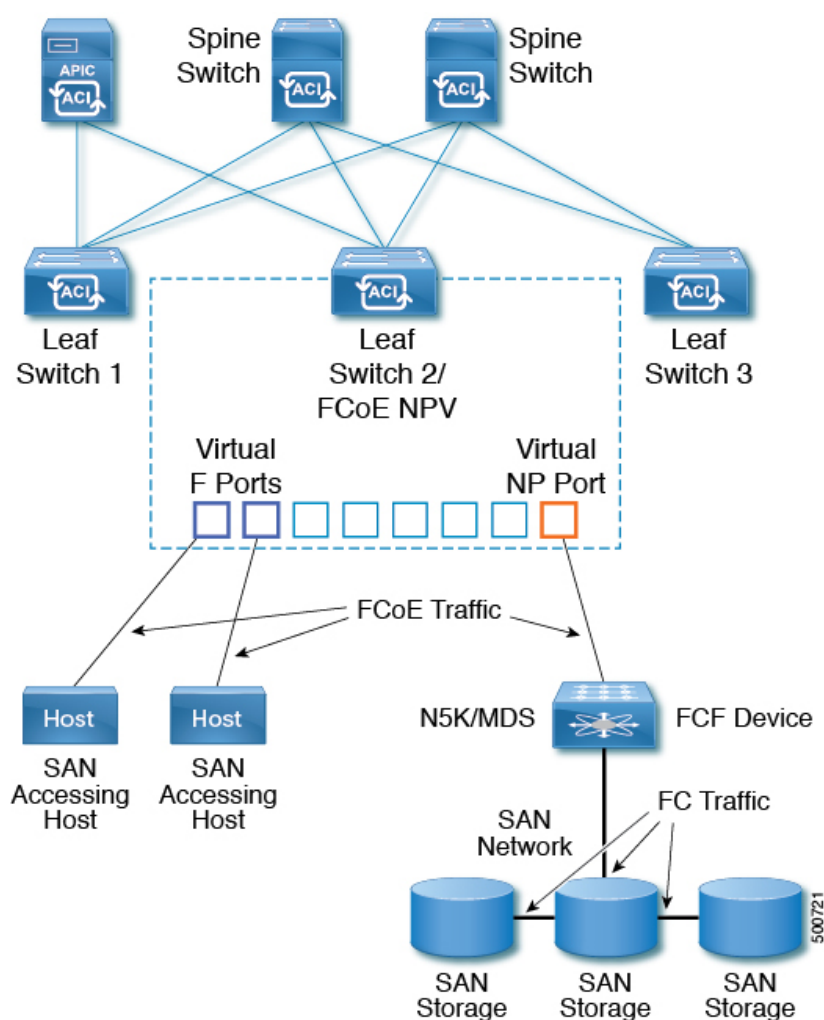 Spine
Switch
Spine
Switch
APIC
ACI
ACI
ACI
ACI
ACI
ACI
Leaf
Switch 1
Leaf
Switch 2/
FCoE NPV
Leaf
Switch 3
Virtual
F Ports
Virtual
NP Port
FCoE Traffic
Host
Host
N5K/MDS
FCF Device
SAN
Accessing
Host
SAN
Accessing
Host
FC Traffic
SAN
Network
SAN
Storage
SAN
Storage
SAN
Storage
500721